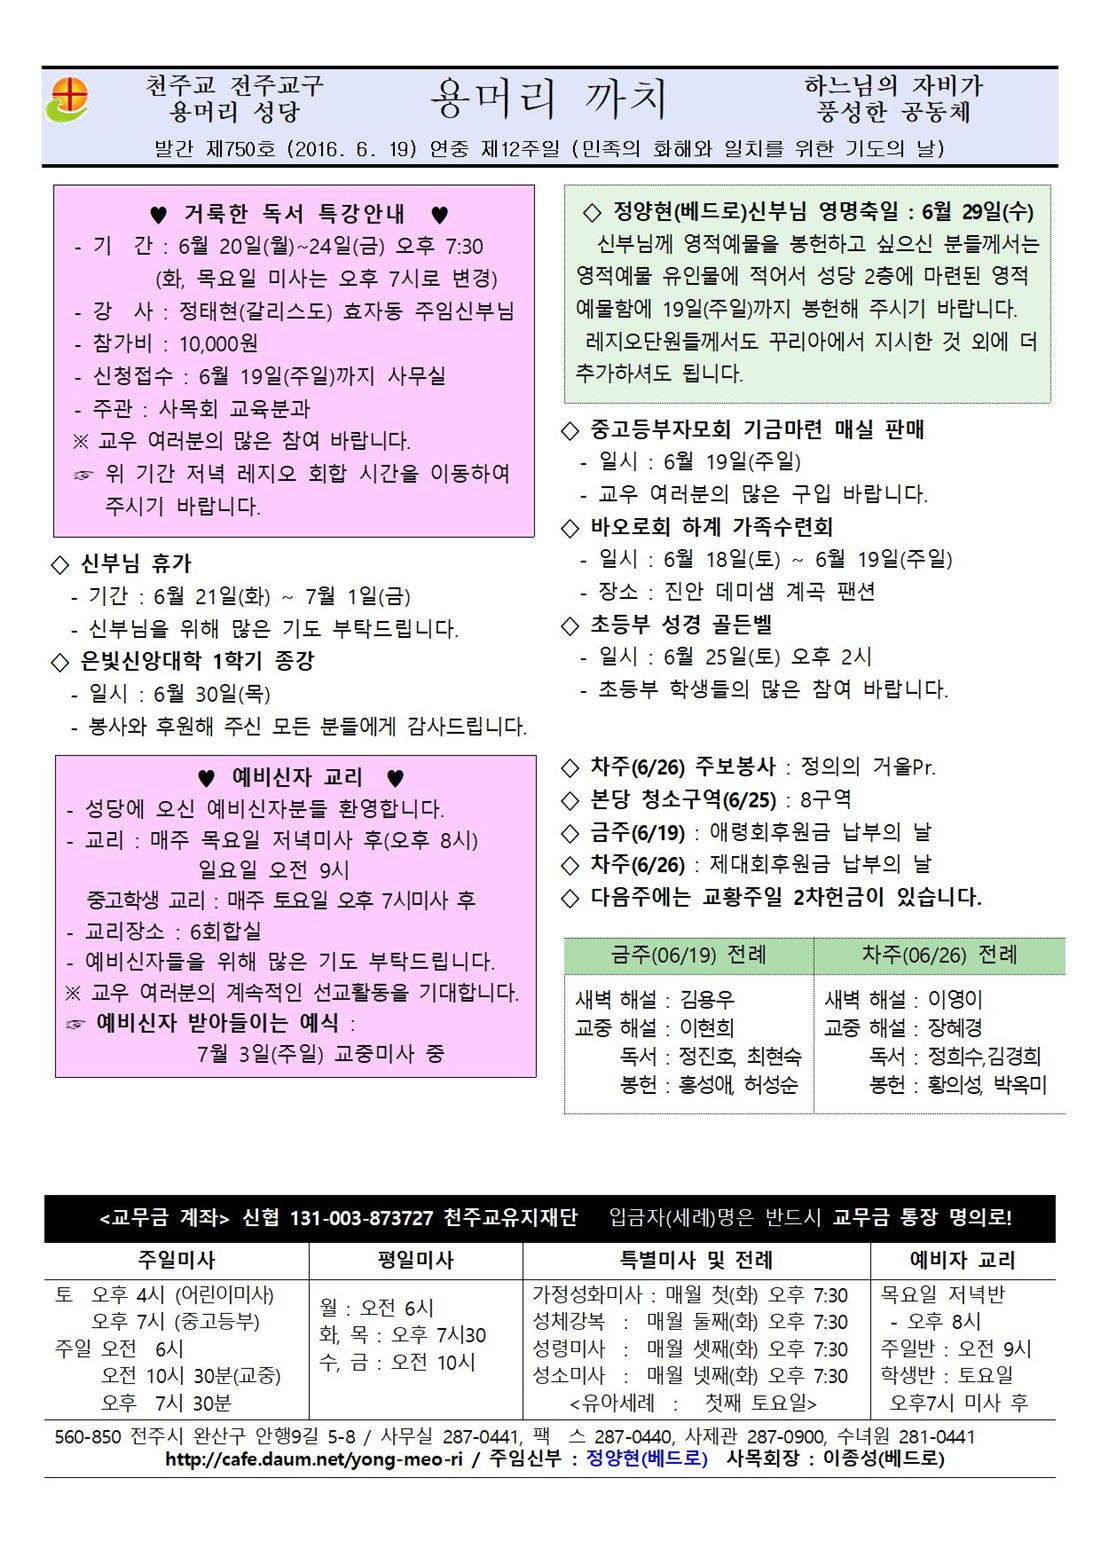 천주교 전주교구
용머리 성당
용머리 까치
하느님의 자비가
풍성한 공동체
발간 제750호 (2016. 6. 19) 연중 제12주일 (민족의 화해와 일치를 위한 기도의 날)
♥ 거룩한 독서 특강안내 ♥
- 기 간 : 6월 20일(월)~24일(금) 오후 7:30
(화, 목요일 미사는 오후 7시로 변경)
- 강 사 : 정태현(갈리스도) 효자동 주임신부님
- 참가비 : 10,000원
- 신청접수 : 6월 19일(주일)까지 사무실
- 주관 : 사목회 교육분과
※ 교우 여러분의 많은 참여 바랍니다.
☞ 위 기간 저녁 레지오 회합 시간을 이동하여
주시기 바랍니다.
◇ 신부님 휴가
- 기간 : 6월 21일(화) ~ 7월 1일(금)
- 신부님을 위해 많은 기도 부탁드립니다.
◇ 은빛신앙대학 1학기 종강
- 일시 : 6월 30일(목)
- 봉사와 후원해 주신 모든 분들에게 감사드립니다.
♥ 예비신자 교리 ♥
- 성당에 오신 예비신자분들 환영합니다.
- 교리 : 매주 목요일 저녁미사 후(오후 8시)
일요일 오전 9시
중고학생 교리 : 매주 토요일 오후 7시미사 후
- 교리장소 : 6회합실
- 예비신자들을 위해 많은 기도 부탁드립니다.
※ 교우 여러분의 계속적인 선교활동을 기대합니다.
☞ 예비신자 받아들이는 예식 :
7월 3일(주일) 교중미사 중
◇ 정양현(베드로)신부님 영명축일 : 6월 29일(수)
신부님께 영적예물을 봉헌하고 싶으신 분들께서는
영적예물 유인물에 적어서 성당 2층에 마련된 영적
예물함에 19일(주일)까지 봉헌해 주시기 바랍니다.
레지오단원들께서도 꾸리아에서 지시한 것 외에 더
추가하셔도 됩니다.
◇ 중고등부자모회 기금마련 매실 판매
- 일시 : 6월 19일(주일)
- 교우 여러분의 많은 구입 바랍니다.
◇ 바오로회 하계 가족수련회
- 일시 : 6월 18일(토) ~ 6월 19일(주일)
- 장소 : 진안 데미샘 계곡 팬션
◇ 초등부 성경 골든벨
- 일시 : 6월 25일(토) 오후 2시
- 초등부 학생들의 많은 참여 바랍니다.
◇ 차주(6/26) 주보봉사 : 정의의 거울Pr.
◇ 본당 청소구역(6/25) : 8구역
◇ 금주(6/19) : 애령회후원금 납부의 날
◇ 차주(6/26) : 제대회후원금 납부의 날
◇ 다음주에는 교황주일 2차헌금이 있습니다.
금주(06/19) 전례 차주(06/26) 전례
새벽 해설 : 김용우 새벽 해설 : 이영이
교중 해설 : 이현희 교중 해설 : 장혜경
독서 : 정진호, 최현숙 독서 : 정희수,김경희
봉헌 : 홍성애, 허성순 봉헌 : 황의성, 박옥미
<교무금 계좌> 신협 131-003-873727 천주교유지재단 입금자(세례)명은 반드시 교무금 통장 명의로!
주일미사 평일미사 특별미사 및 전례 예비자 교리
토 오후 4시 (어린이미사)
오후 7시 (중고등부)
주일 오전 6시
오전 10시 30분(교중)
오후 7시 30분
월 : 오전 6시
화, 목 : 오후 7시30
수, 금 : 오전 10시
가정성화미사 : 매월 첫(화) 오후 7:30
성체강복 : 매월 둘째(화) 오후 7:30
성령미사 : 매월 셋째(화) 오후 7:30
성소미사 : 매월 넷째(화) 오후 7:30
<유아세례 : 첫째 토요일>
목요일 저녁반
- 오후 8시
주일반 : 오전 9시
학생반 : 토요일
오후7시 미사 후
560-850 전주시 완산구 안행9길 5-8 / 사무실 287-0441, 팩 스 287-0440, 사제관 287-0900, 수녀원 281-0441
http://cafe.daum.net/yong-meo-ri / 주임신부 : 정양현(베드로) 사목회장 : 이종성(베드로)